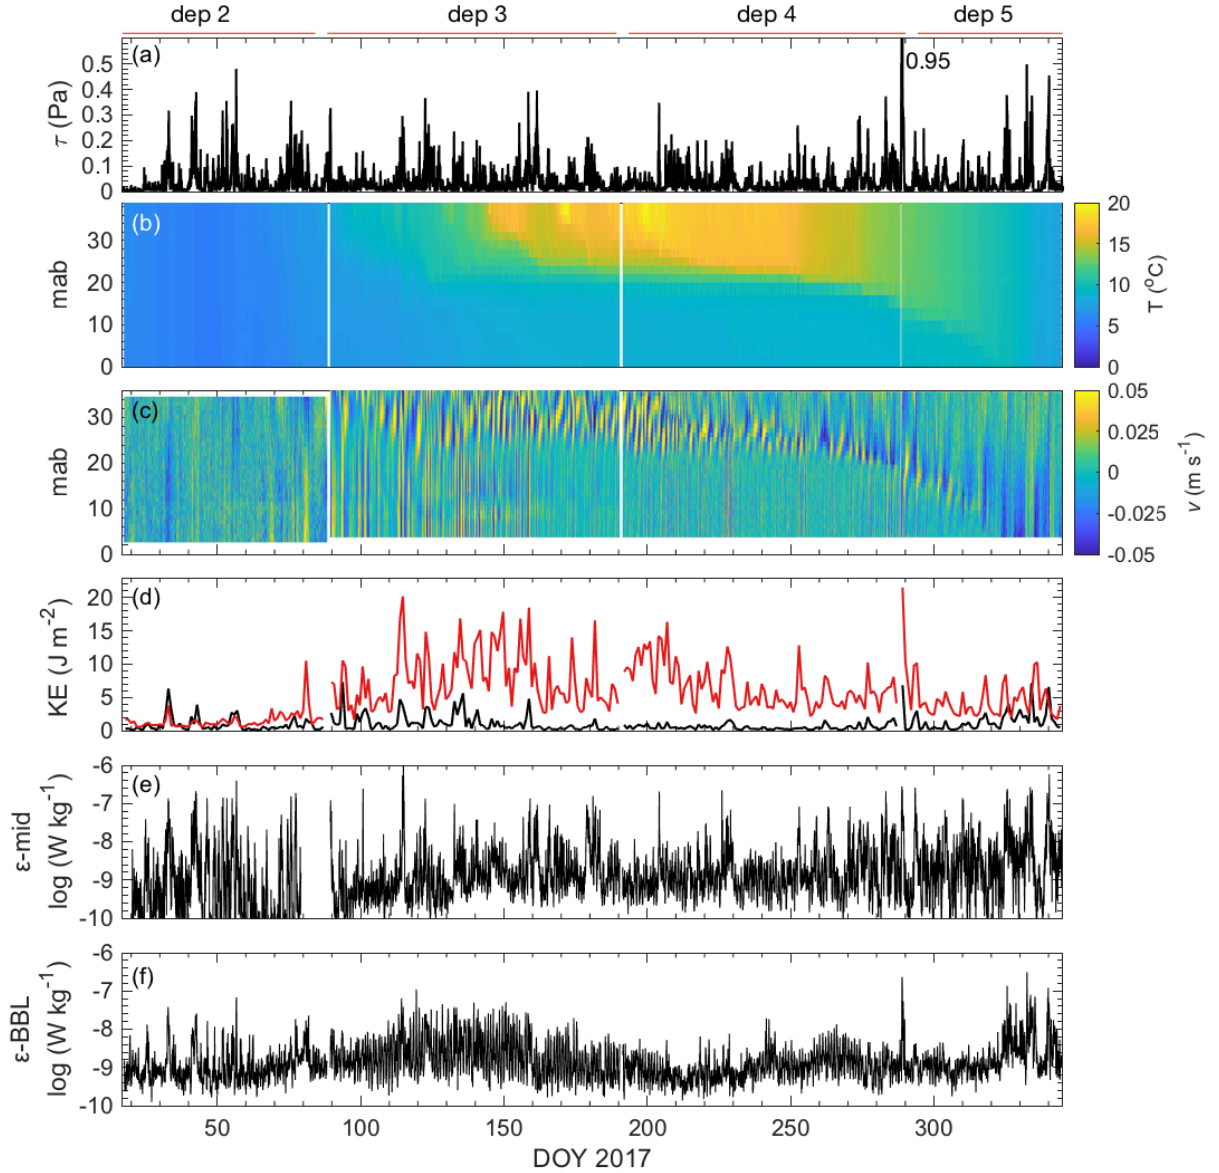 dep 2 dep 3 dep 4 dep 5
(a)
τ (Pa)
0.5
0.4
0.3
0.2
0.1
0
0.95
(b)
mab
30
20
10
0
20
15
10
5
0
T (°C)
(c)
mab
30
20
10
0
0.05
0.025
0
-0.025
-0.05
v (m s⁻¹)
(d)
KE (J m⁻²)
20
15
10
5
0
(e)
ε-mid
log (W kg⁻¹)
-6
-7
-8
-9
-10
(f)
ε-BBL
log (W kg⁻¹)
-6
-7
-8
-9
-10
50 100 150 200 250 300
DOY 2017